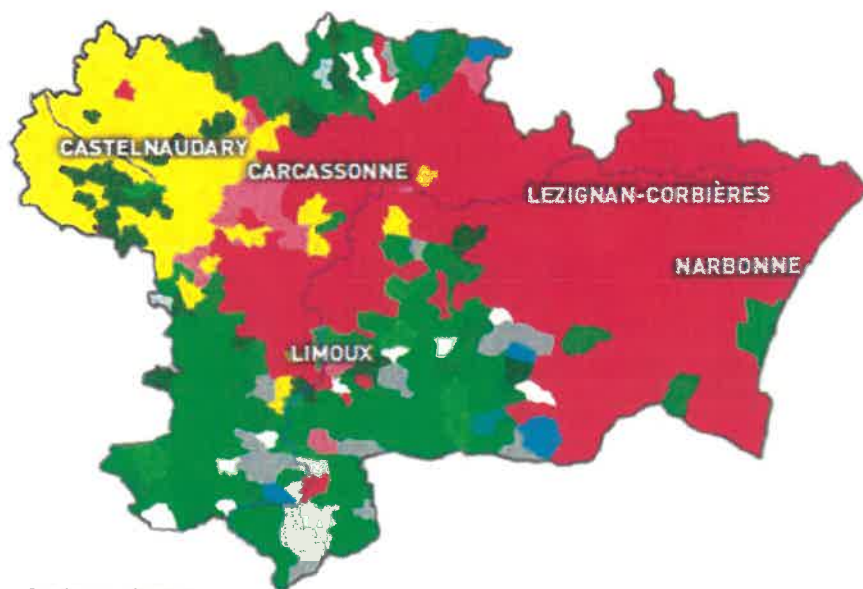 CASTELNAUDARY
CARCASSONNE
LEZIGNAN-CORBIÈRES
NARBONNE
LIMOUX